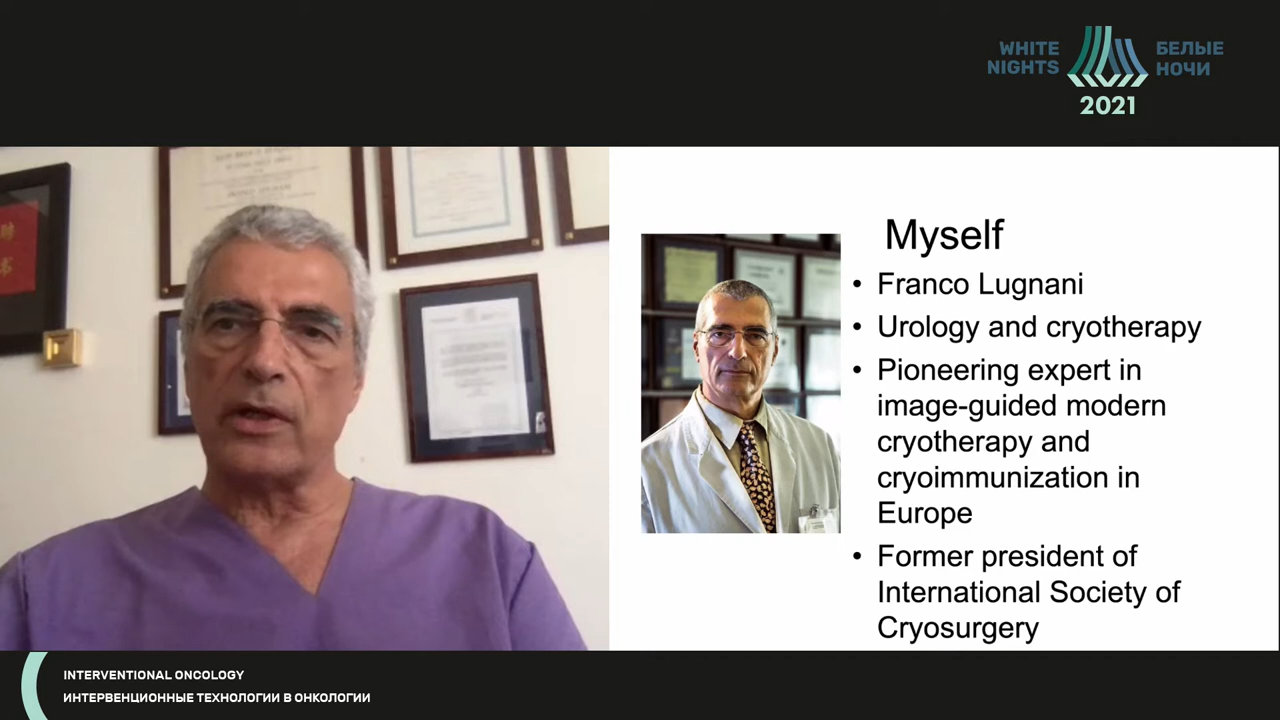 WHITE
NIGHTS
БЕЛЫЕ
НОЧИ
2021
Myself
• Franco Lugnani
• Urology and cryotherapy
• Pioneering expert in
image-guided modern
cryotherapy and
cryoimmunization in
Europe
• Former president of
International Society of
Cryosurgery
INTERVENTIONAL ONCOLOGY
ИНТЕРВЕНЦИОННЫЕ ТЕХНОЛОГИИ В ОНКОЛОГИИ